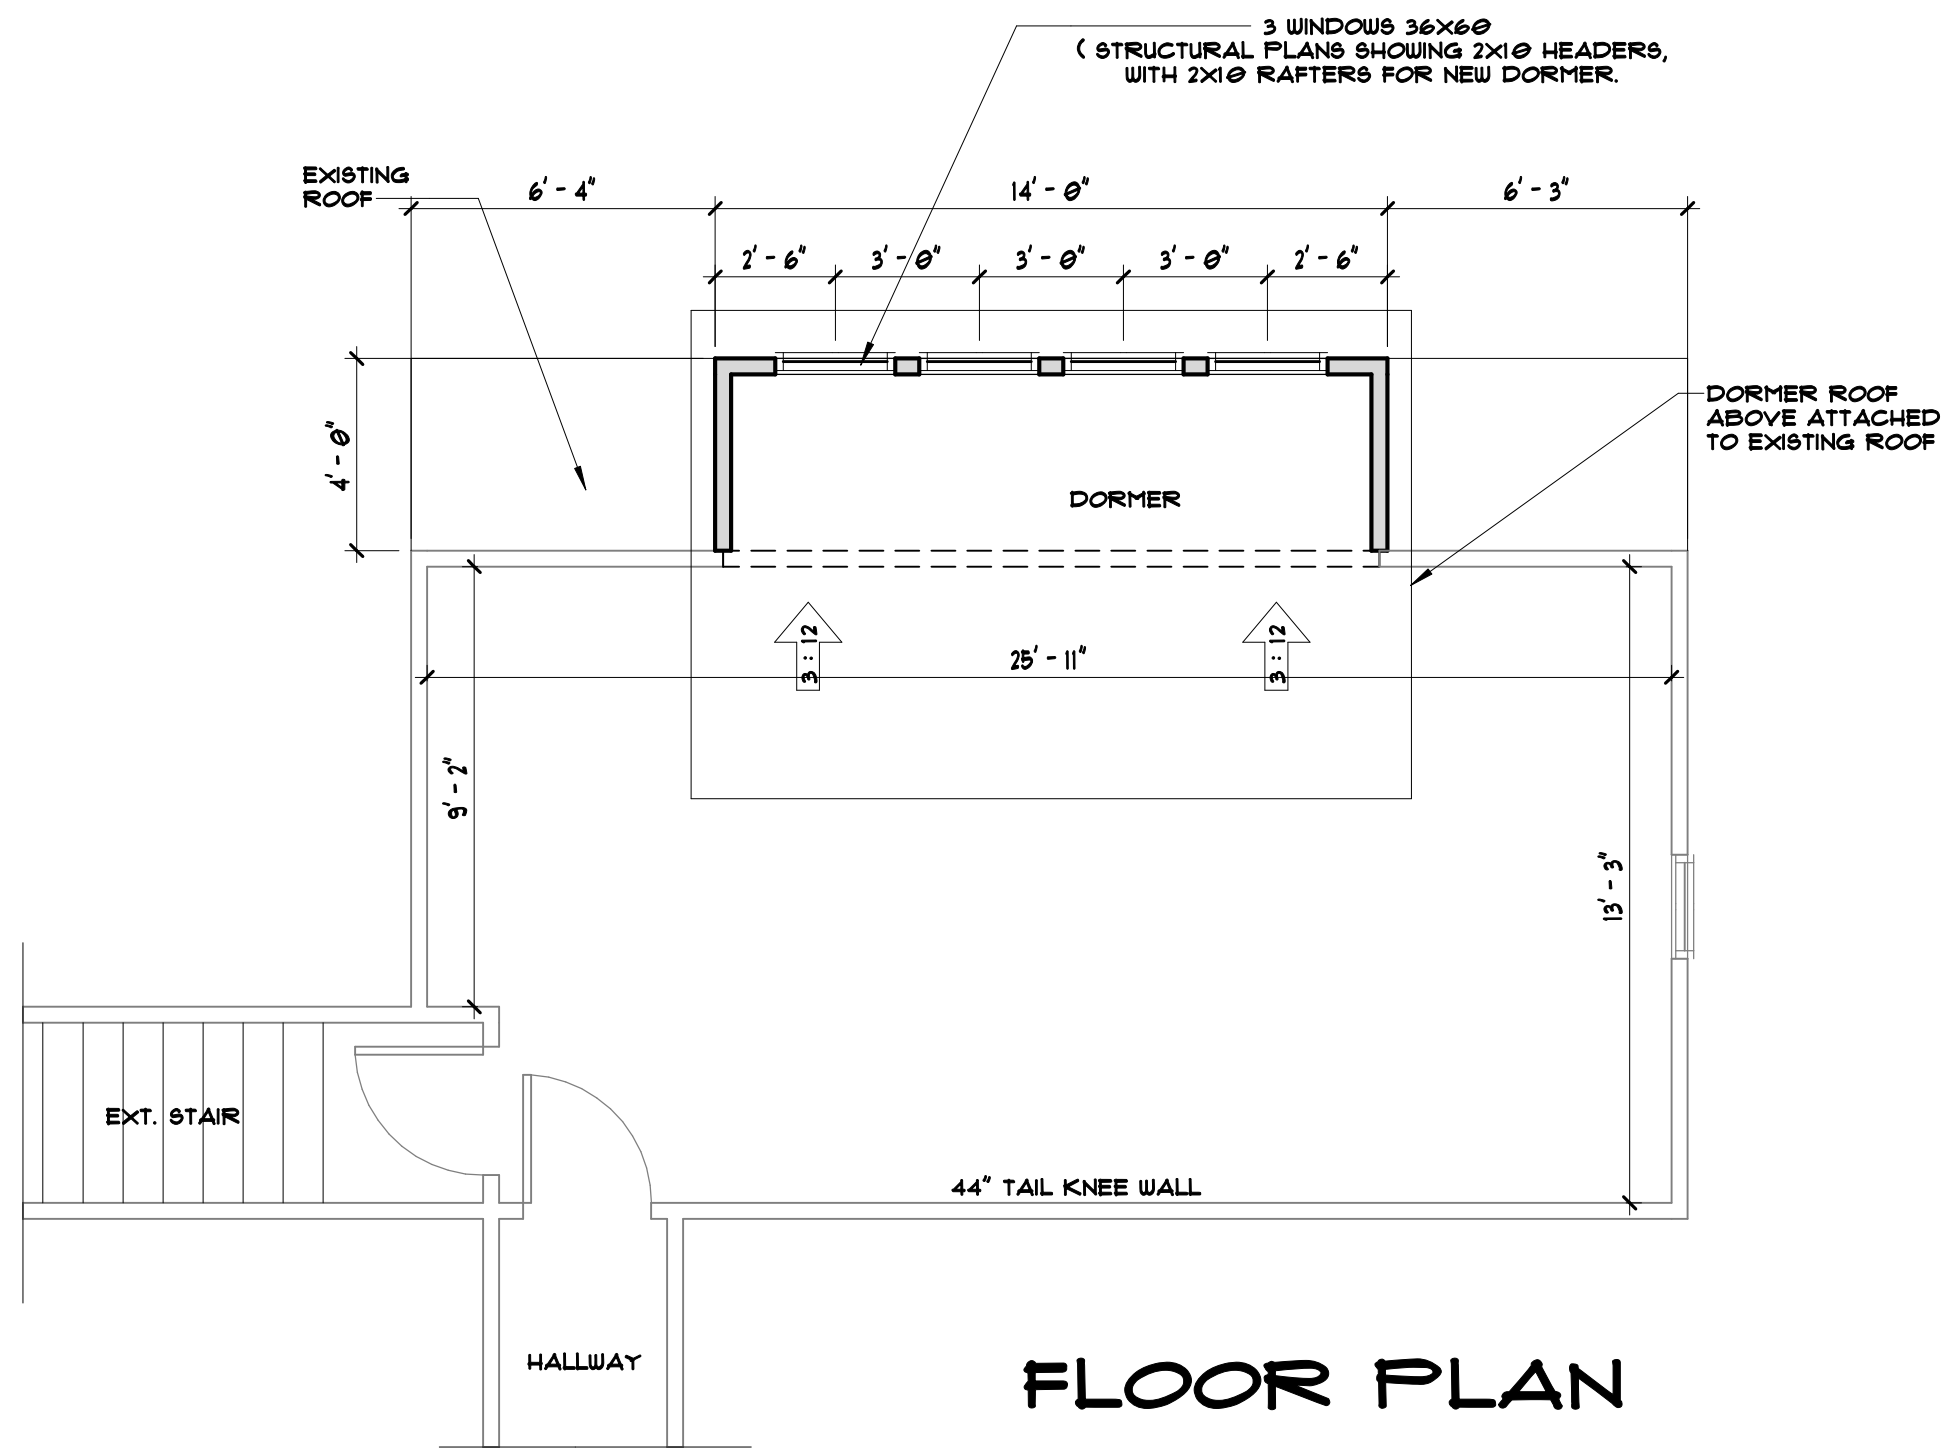 3 WINDOWS 36X60
( STRUCTURAL PLANS SHOWING 2X10 HEADERS,
WITH 2X10 RAFTERS FOR NEW DORMER.
EXISTING
ROOF
6' - 4"
14' - 0"
6' - 3"
2' - 6"
3' - 0"
3' - 0"
3' - 0"
2' - 6"
4' - 0"
DORMER ROOF
ABOVE ATTACHED
TO EXISTING ROOF
DORMER
3 : 12
3 : 12
25' - 11"
9' - 2"
13' - 3"
EXT. STAIR
44" TAIL KNEE WALL
HALLWAY
FLOOR PLAN